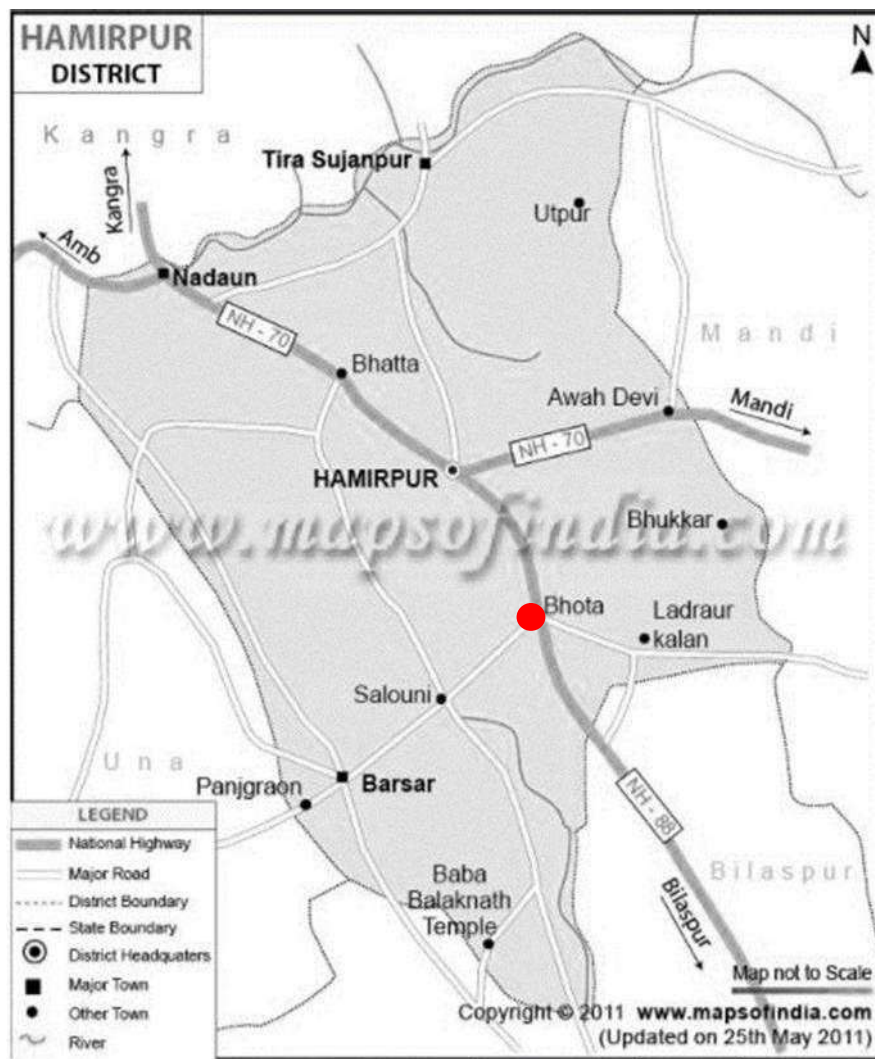 HAMIRPUR
DISTRICT
N
Kangra
Kangra
Tira Sujanpur
Utpur
Amb
Nadaun
NH - 70
Mandi
Bhatta
Awah Devi
Mandi
NH - 70
HAMIRPUR
Bhukkar
www.mapsofindia.com
Bhota
Ladraur
kalan
Salouni
Una
Panjgraon
Barsar
NH - 88
Bilaspur
Baba
Balaknath
Temple
Bilaspur
LEGEND
National Highway
Major Road
District Boundary
State Boundary
District Headquaters
Major Town
Other Town
River
Map not to Scale
Copyright © 2011 www.mapsofindia.com
(Updated on 25th May 2011)